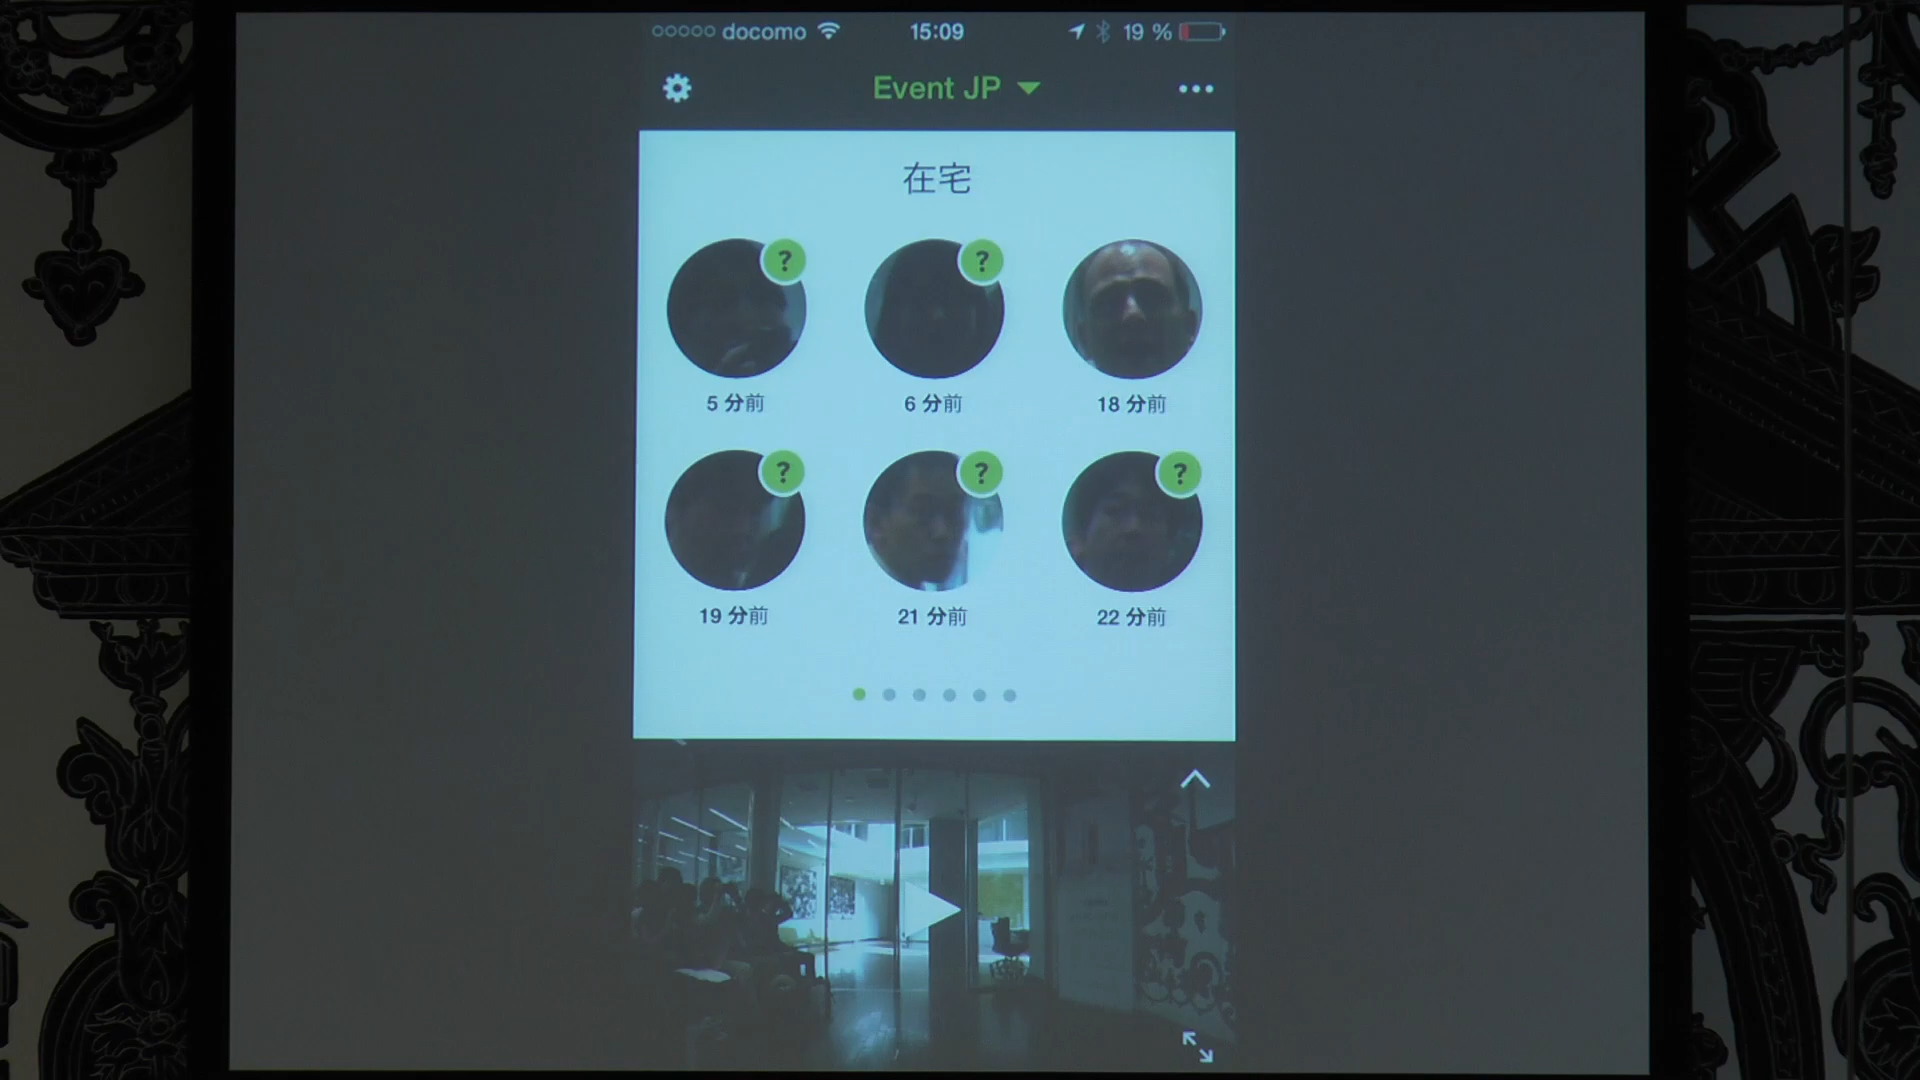 docomo 15:09 19 %
Event JP
在宅
? ?
5 分前 6 分前 18 分前
? ? ?
19 分前 21 分前 22 分前